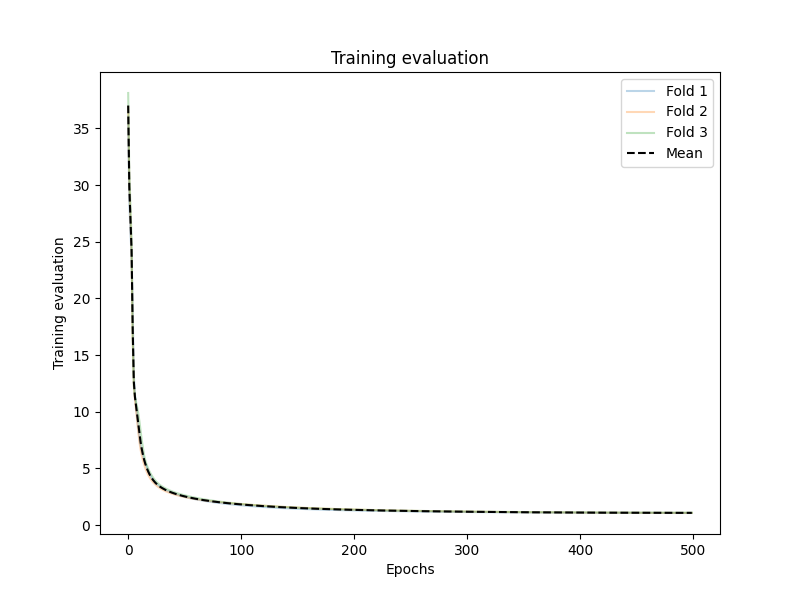 Training evaluation
Fold 1
Fold 2
Fold 3
Mean
Training evaluation
35
30
25
20
15
10
5
0
0 100 200 300 400 500
Epochs